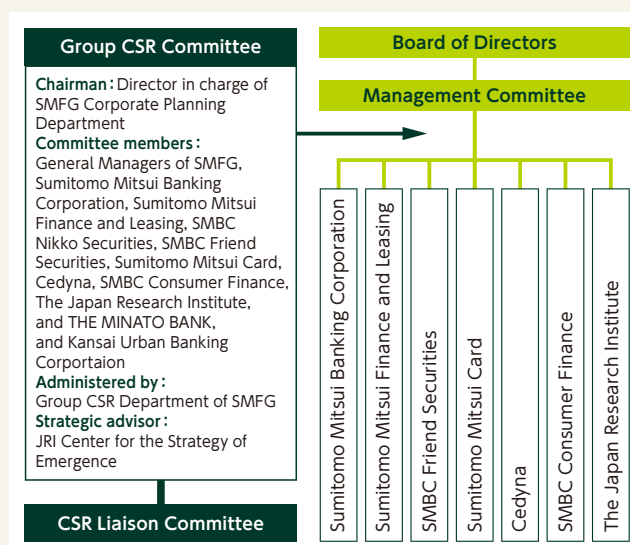 Group CSR Committee
Chairman：Director in charge of
SMFG Corporate Planning
Department
Committee members：
General Managers of SMFG,
Sumitomo Mitsui Banking
Corporation, Sumitomo Mitsui
Finance and Leasing, SMBC
Nikko Securities, SMBC Friend
Securities, Sumitomo Mitsui Card,
Cedyna, SMBC Consumer Finance,
The Japan Research Institute,
and THE MINATO BANK,
and Kansai Urban Banking
Corportaion
Administered by：
Group CSR Department of SMFG
Strategic advisor：
JRI Center for the Strategy of
Emergence
CSR Liaison Committee
Board of Directors
Management Committee
Sumitomo Mitsui Banking Corporation
Sumitomo Mitsui Finance and Leasing
SMBC Friend Securities
Sumitomo Mitsui Card
Cedyna
SMBC Consumer Finance
The Japan Research Institute